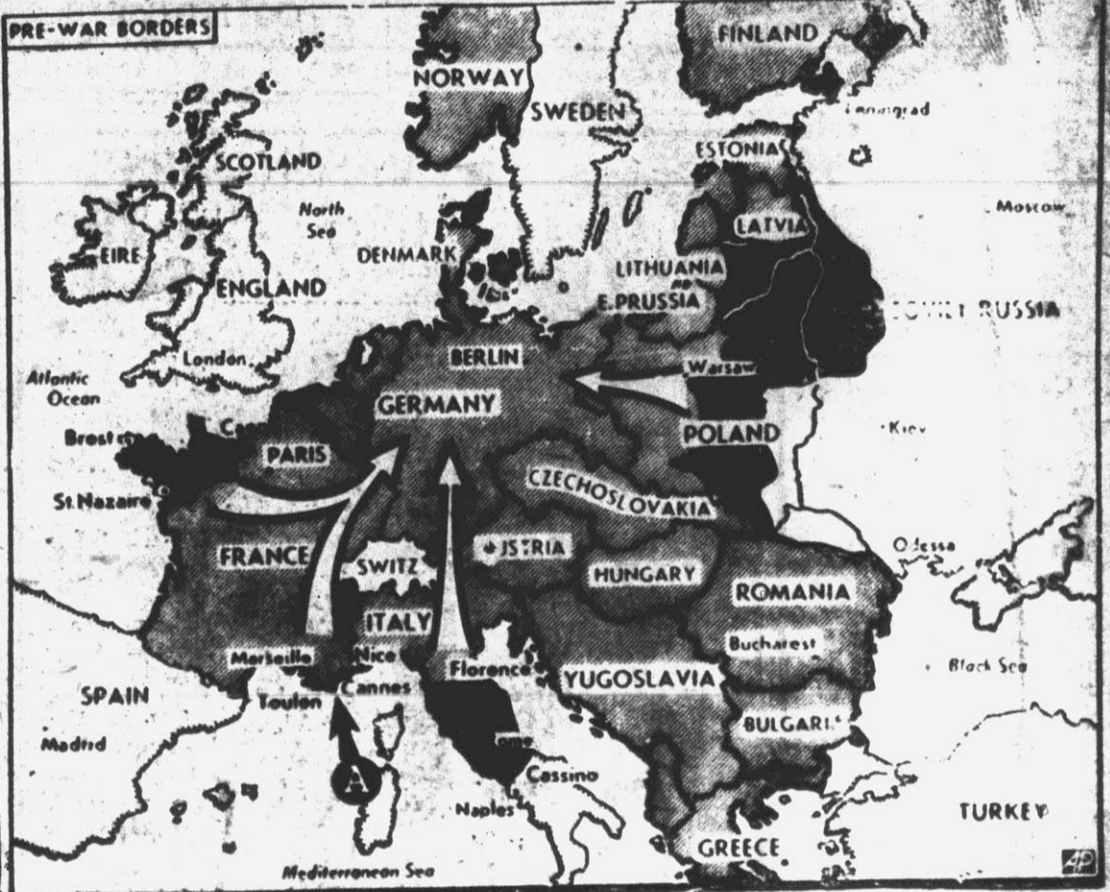 PRE-WAR BORDERS
FINLAND
NORWAY
SWEDEN
Leningrad
ESTONIA
SCOTLAND
North
Sea
Moscow
LATVIA
EIRE
DENMARK
LITHUANIA
E. PRUSSIA
ENGLAND
RUSSIA
London
BERLIN
Warsaw
Atlantic
Ocean
GERMANY
Brest
PARIS
POLAND
Kiev
St. Nazaire
CZECHOSLOVAKIA
FRANCE
SWITZ
Odessa
HUNGARY
ROMANIA
ITALY
Bucharest
Marseille
Nice
Florence
YUGOSLAVIA
Black Sea
SPAIN
Toulon
Cannes
Madrid
A
Cassino
Naples
TURKEY
GREECE
Mediterranean Sea
AP